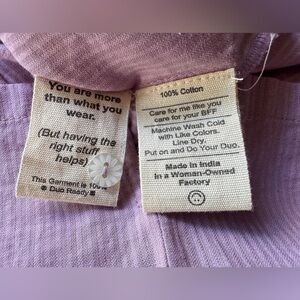 You are more
than what you
wear.
(But having the
right stuff
helps)
This Garment is 100%
Duo Ready
100% Cotton
Care for me like you
care for your BFF
Machine Wash Cold
with Like Colors.
Line Dry.
Put on and Do Your Duo.
Made in India
in a Woman-Owned
Factory